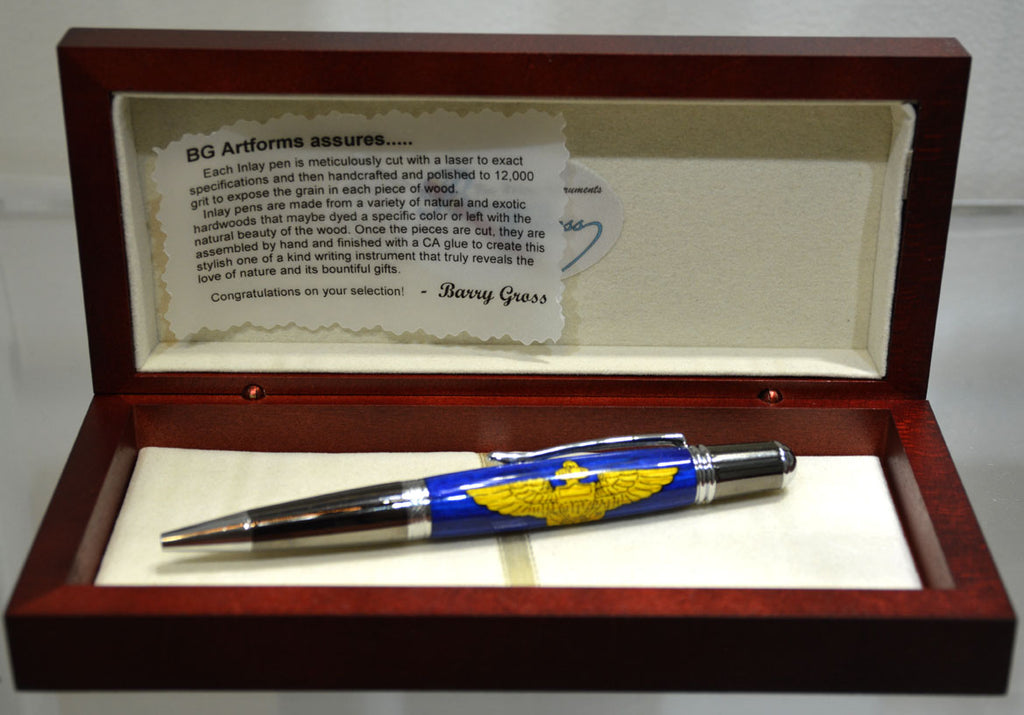 BG Artforms assures.....
Each Inlay pen is meticulously cut with a laser to exact
specifications and then handcrafted and polished to 12,000
grit to expose the grain in each piece of wood.
Inlay pens are made from a variety of natural and exotic
hardwoods that maybe dyed a specific color or left with the
natural beauty of the wood. Once the pieces are cut, they are
assembled by hand and finished with a CA glue to create this
stylish one of a kind writing instrument that truly reveals the
love of nature and its bountiful gifts.
Congratulations on your selection! - Barry Gross